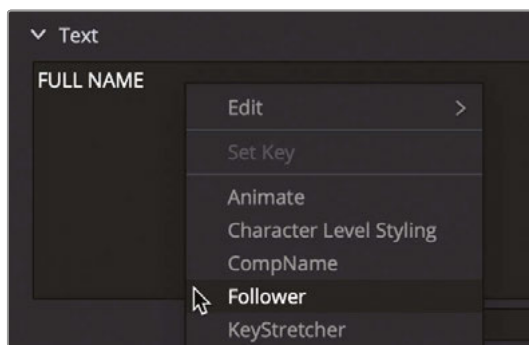 Text
FULL NAME
Edit
Set Key
Animate
Character Level Styling
CompName
Follower
KeyStretcher